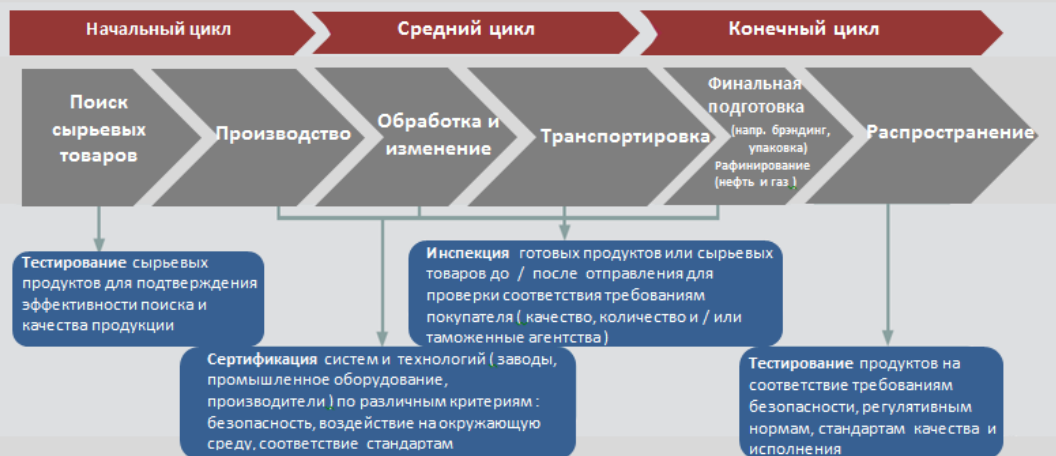 Начальный цикл
Средний цикл
Конечный цикл
Поиск
сырьевых
товаров
Производство
Обработка и
изменение
Транспортировка
Финальная
подготовка
(напр. брэндинг,
упаковка)
Рафинирование
(нефть и газ )
Распространение
Тестирование сырьевых
продуктов для подтверждения
эффективности поиска и
качества продукции
Инспекция готовых продуктов или сырьевых
товаров до / после отправления для
проверки соответствия требованиям
покупателя ( качество, количество и / или
таможенные агентства )
Сертификация систем и технологий ( заводы,
промышленное оборудование,
производители ) по различным критериям :
безопасность, воздействие на окружающую
среду, соответствие стандартам
Тестирование продуктов на
соответствие требованиям
безопасности, регулятивным
нормам, стандартам качества и
исполнения